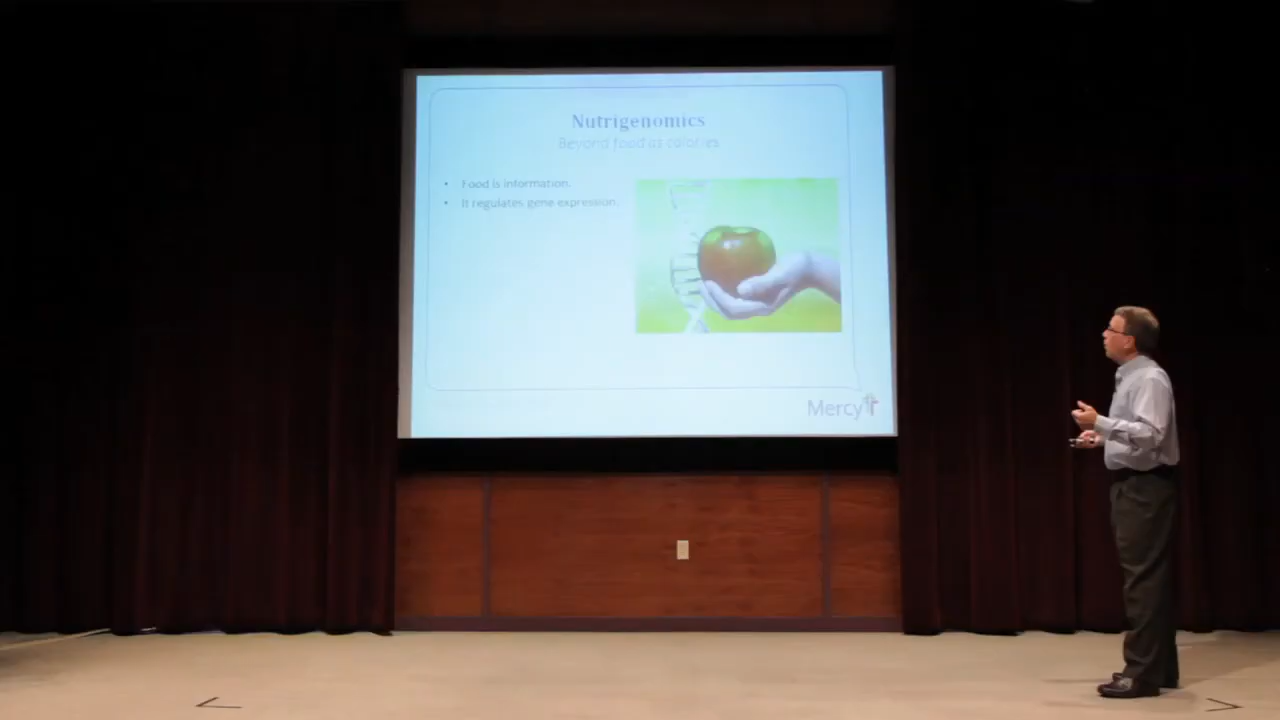 Nutrigenomics
Beyond food as calories
• Food is information.
• It regulates gene expression.
Mercy